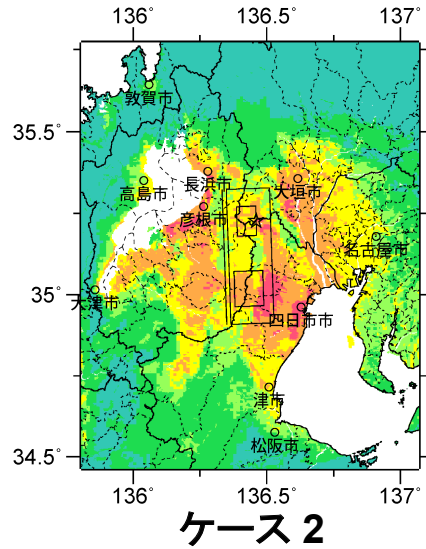 136° 136.5° 137°
35.5°
35°
34.5°
敦賀市
高島市
長浜市
大垣市
彦根市
名古屋市
大津市
四日市市
津市
松阪市
136° 136.5° 137°
ケース 2